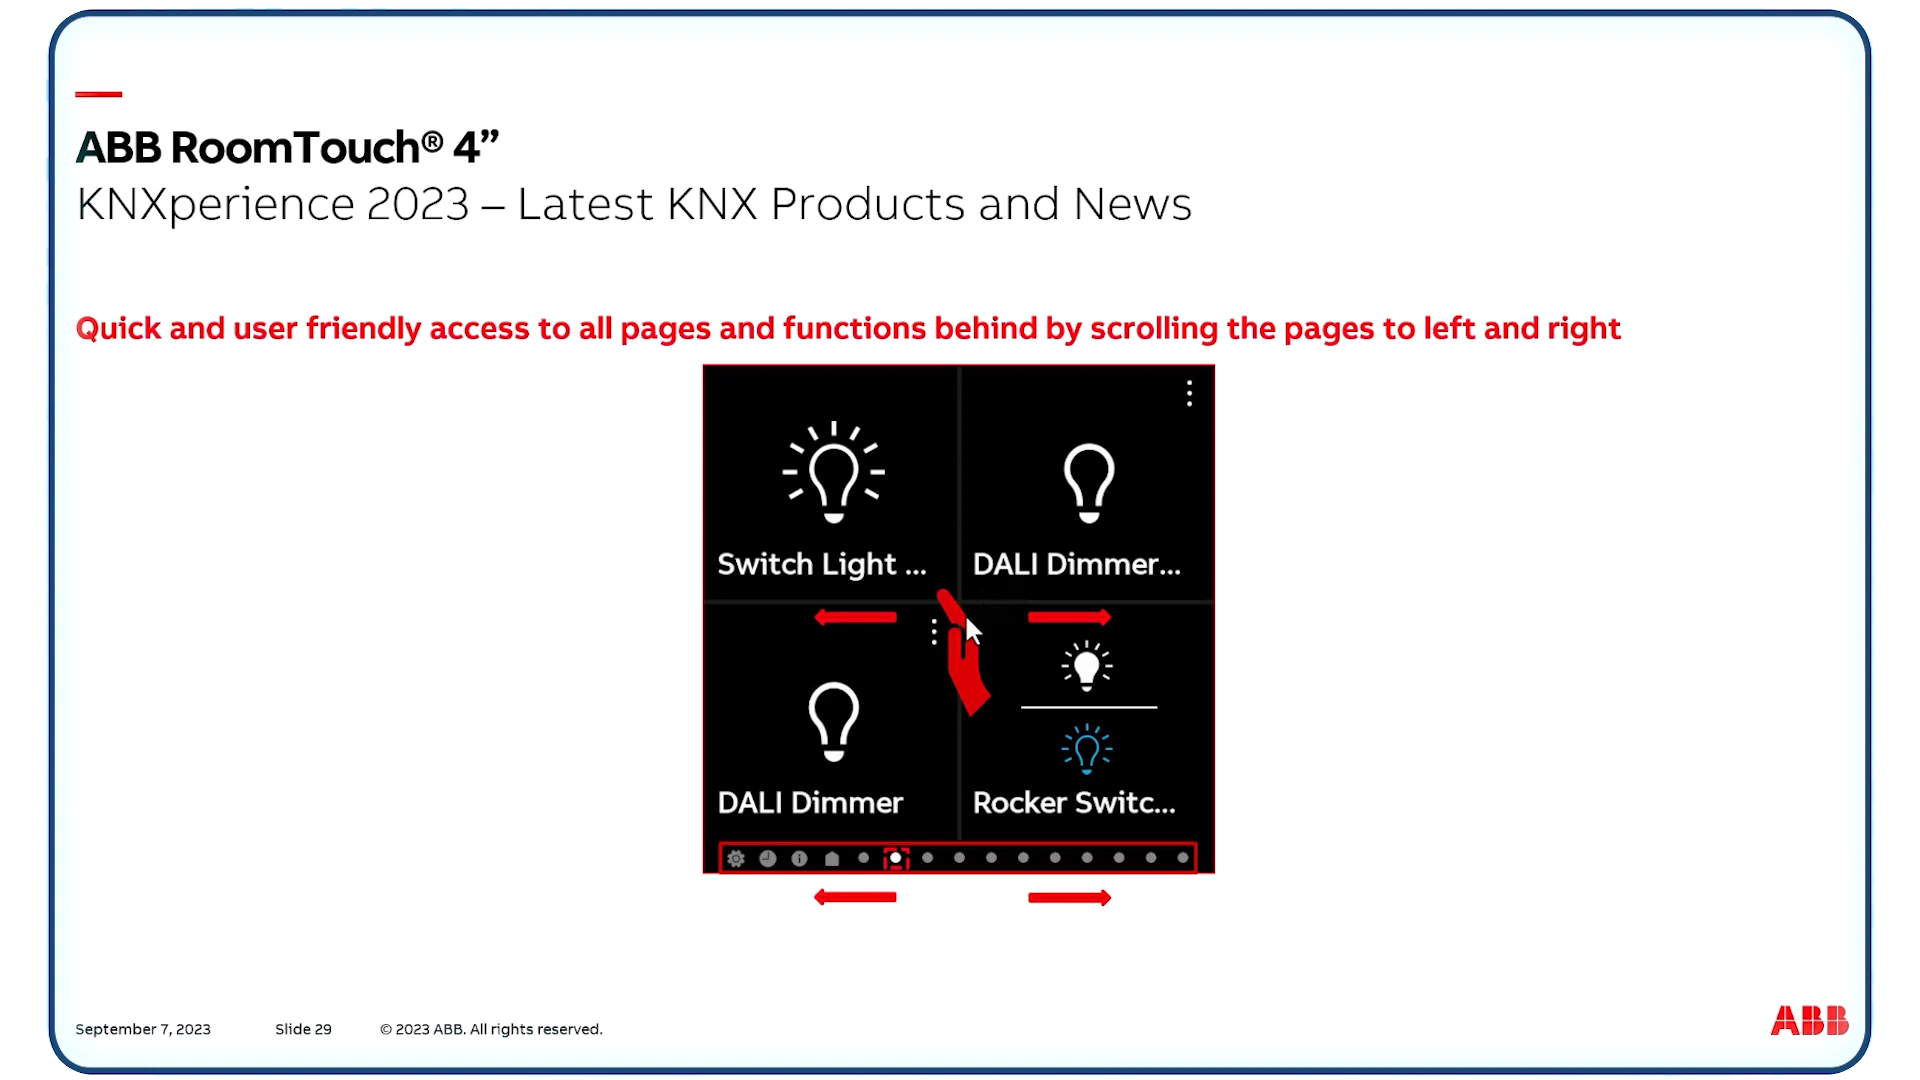 ABB RoomTouch® 4”
KNXperience 2023 – Latest KNX Products and News
Quick and user friendly access to all pages and functions behind by scrolling the pages to left and right
Switch Light ...
DALI Dimmer...
DALI Dimmer
Rocker Switc...
September 7, 2023
Slide 29
© 2023 ABB. All rights reserved.
ABB